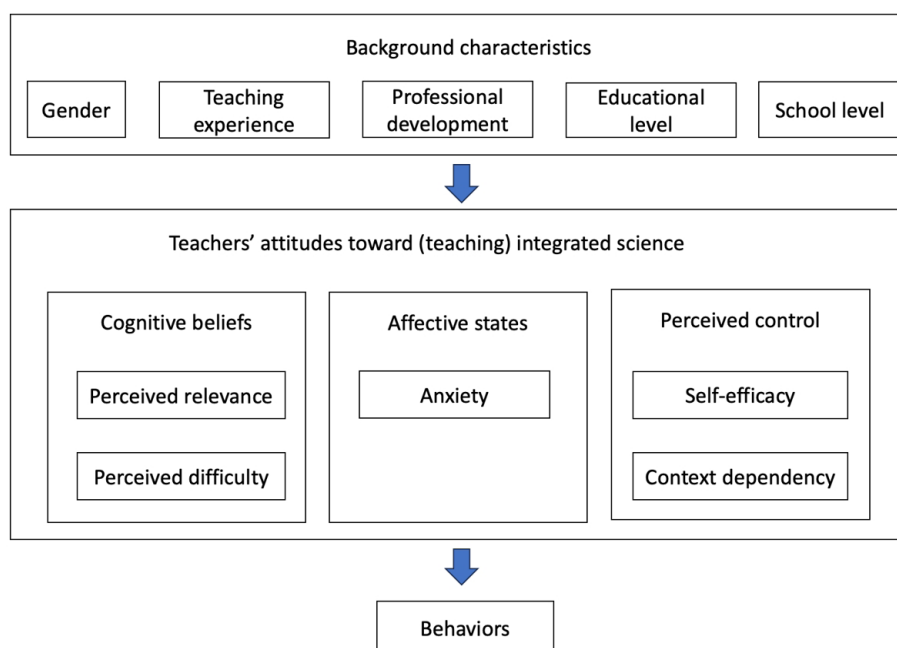 Background characteristics
Gender
Teaching
experience
Professional
development
Educational
level
School level
Teachers’ attitudes toward (teaching) integrated science
Cognitive beliefs
Perceived relevance
Perceived difficulty
Affective states
Anxiety
Perceived control
Self-efficacy
Context dependency
Behaviors